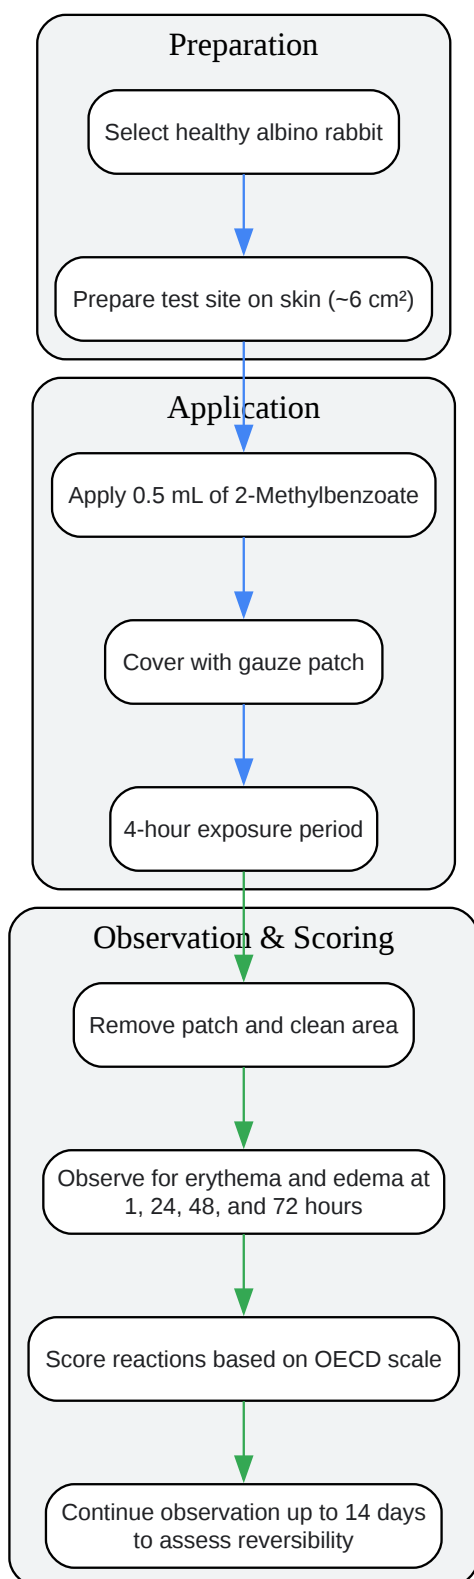 Preparation
Select healthy albino rabbit
Prepare test site on skin (~6 cm²)
Application
Apply 0.5 mL of 2-Methylbenzoate
Cover with gauze patch
4-hour exposure period
Observation & Scoring
Remove patch and clean area
Observe for erythema and edema at
1, 24, 48, and 72 hours
Score reactions based on OECD scale
Continue observation up to 14 days
to assess reversibility